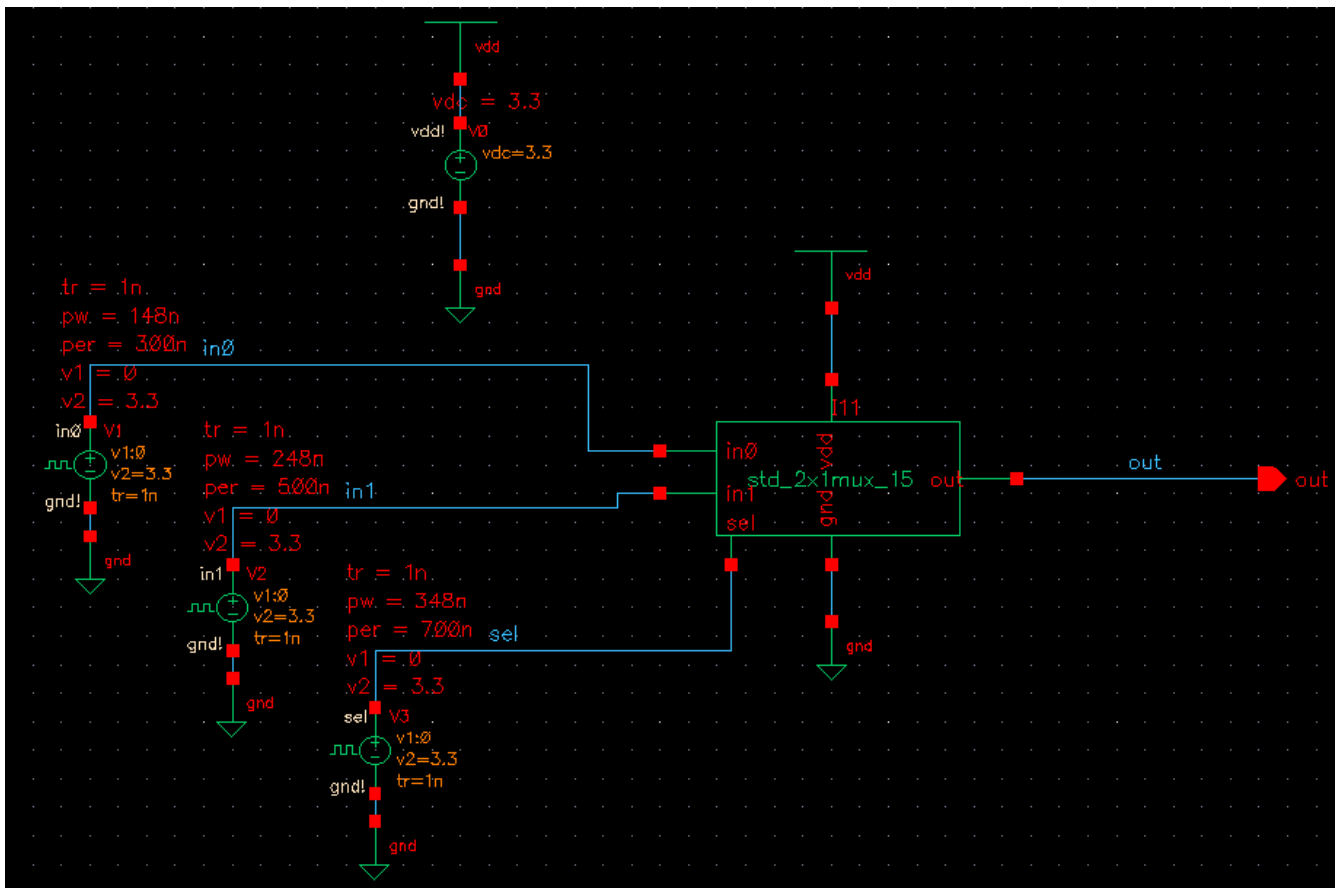 vdd
vdc = 3.3
vdd! V0
vdc=3.3
gnd!
gnd
tr = 1n
pw = 148n
per = 300n
in0
v1 = 0
v2 = 3.3
in0 V1
v1:0
v2=3.3
tr=1n
gnd!
gnd
tr = 1n
pw = 248n
per = 500n
in1
v1 = 0
v2 = 3.3
in1 V2
v1:0
v2=3.3
tr=1n
gnd!
gnd
tr = 1n
pw = 348n
per = 700n
sel
v1 = 0
v2 = 3.3
sel V3
v1:0
v2=3.3
tr=1n
gnd!
gnd
vdd
I11
in0
vdd
std_2x1mux_15
out
in1
gnd
sel
gnd
out
out